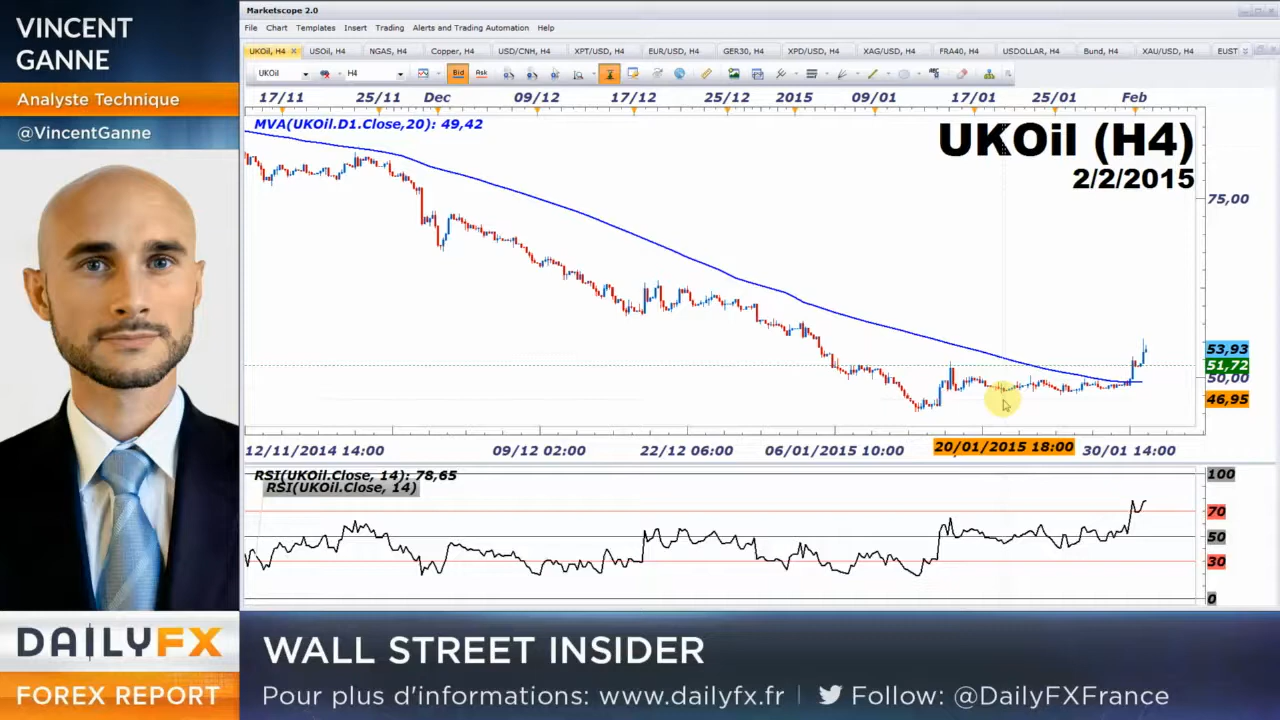 VINCENT
GANNE
Analyste Technique
@VincentGanne
Marketscope 2.0
File Chart Templates Insert Trading Alerts and Trading Automation Help
UKOil, H4 USOil, H4 NGAS, H4 Copper, H4 USD/CNH, H4 XPT/USD, H4 EUR/USD, H4 GER30, H4 XPD/USD, H4 XAG/USD, H4 FRA40, H4 USDOLLAR, H4 Bund, H4 XAU/USD, H4 EUST
UKOil H4 Bid Ask
17/11 25/11 Dec 09/12 17/12 25/12 2015 09/01 17/01 25/01 Feb
MVA(UKOil.D1.Close,20): 49,42
UKOil (H4)
2/2/2015
75,00
53,93
51,72
50,00
46,95
12/11/2014 14:00 09/12 02:00 22/12 06:00 06/01/2015 10:00 20/01/2015 18:00 30/01 14:00
RSI(UKOil.Close, 14): 78,65
RSI(UKOil.Close, 14)
100
70
50
30
0
DAILYFX
FOREX REPORT
WALL STREET INSIDER
Pour plus d'informations: www.dailyfx.fr | Follow: @DailyFXFrance